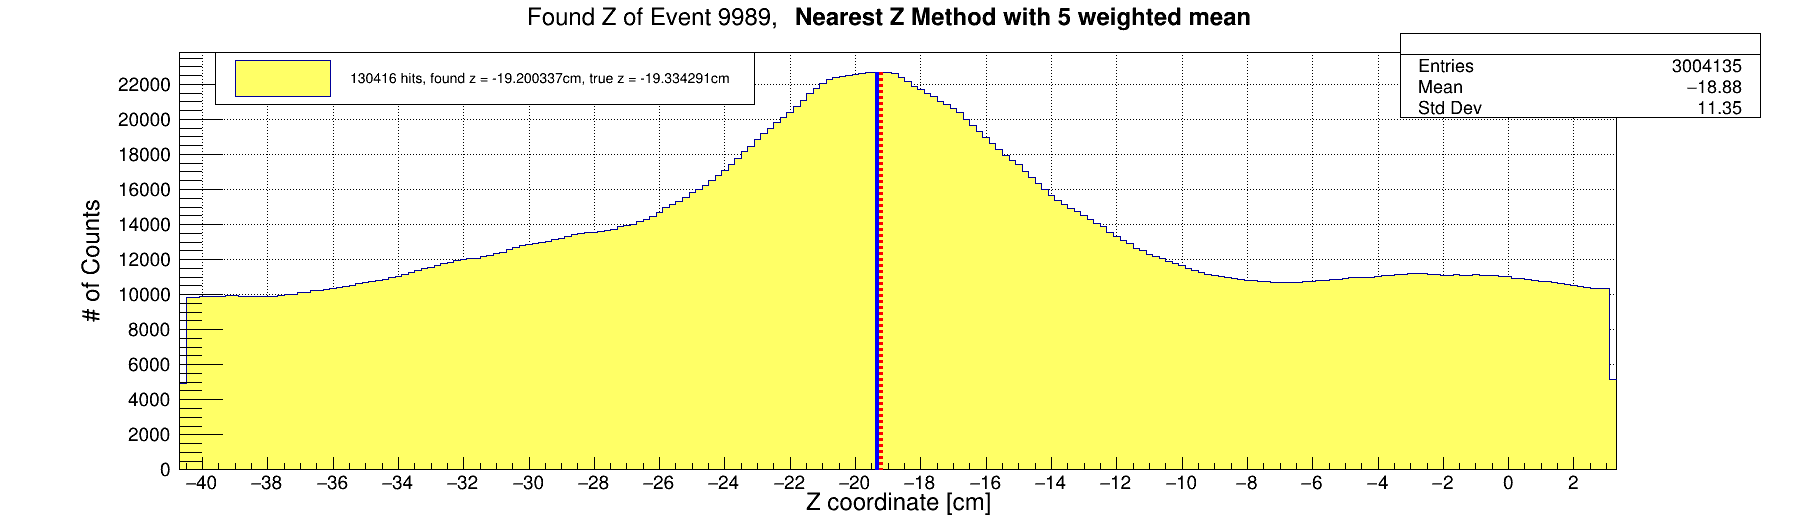 Found Z of Event 9989, Nearest Z Method with 5 weighted mean
130416 hits, found z = -19.200337cm, true z = -19.334291cm
Entries 3004135
Mean −18.88
Std Dev 11.35
22000
20000
18000
16000
14000
12000
10000
8000
6000
4000
2000
0
# of Counts
−40 −38 −36 −34 −32 −30 −28 −26 −24 −22 −20 −18 −16 −14 −12 −10 −8 −6 −4 −2 0 2
Z coordinate [cm]